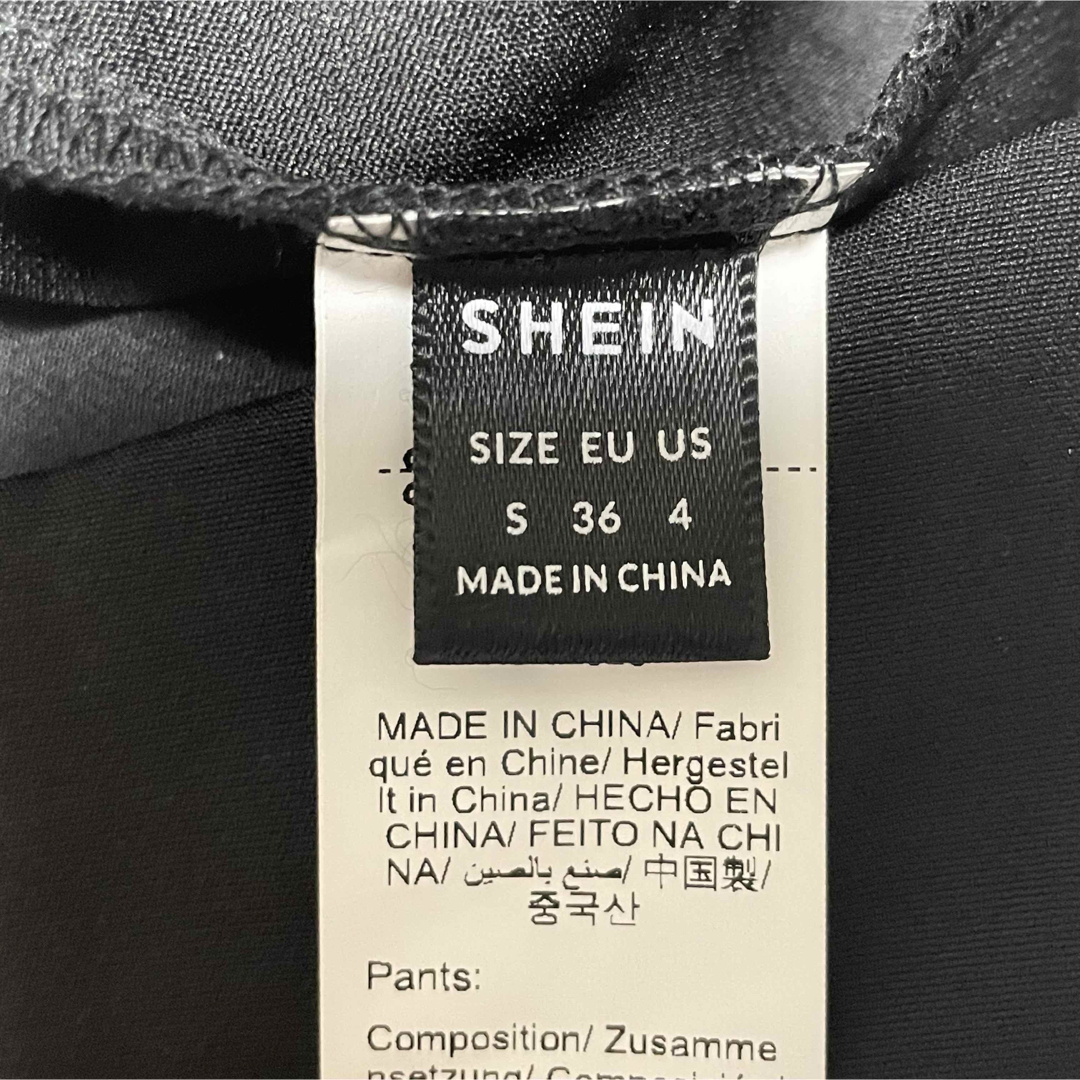 SHEIN
SIZE EU US
S 36 4
MADE IN CHINA
MADE IN CHINA/ Fabri
qué en Chine/ Hergestel
lt in China/ HECHO EN
CHINA/ FEITO NA CHI
NA/ صنع بالصين/ 中国製/
중국산
Pants:
Composition/ Zusamme
nsetzung/